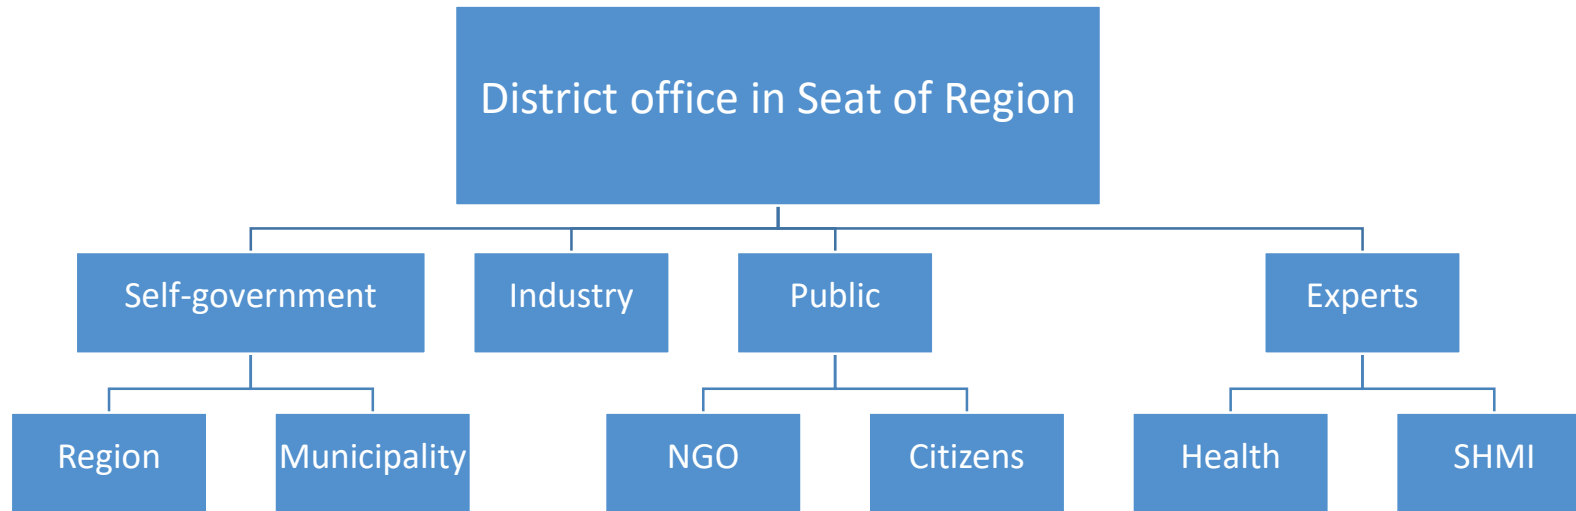 District office in Seat of Region
Self-government
Industry
Public
Experts
Region
Municipality
NGO
Citizens
Health
SHMI